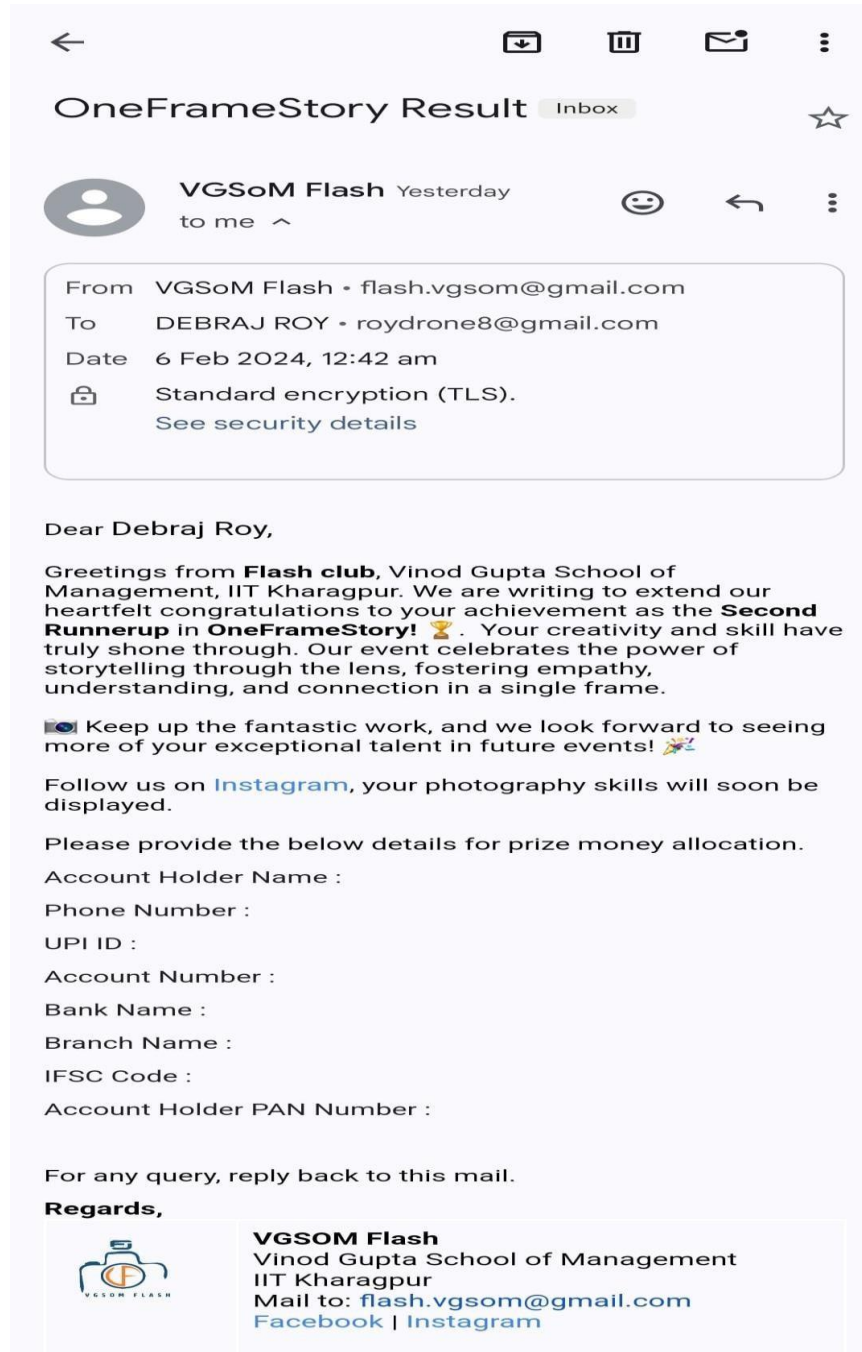 OneFrameStory Result Inbox
VGSoM Flash Yesterday
to me
From VGSoM Flash • flash.vgsom@gmail.com
To DEBRAJ ROY • roydrone8@gmail.com
Date 6 Feb 2024, 12:42 am
Standard encryption (TLS).
See security details
Dear Debraj Roy,
Greetings from Flash club, Vinod Gupta School of
Management, IIT Kharagpur. We are writing to extend our
heartfelt congratulations to your achievement as the Second
Runnerup in OneFrameStory! 🏆. Your creativity and skill have
truly shone through. Our event celebrates the power of
storytelling through the lens, fostering empathy,
understanding, and connection in a single frame.
📷 Keep up the fantastic work, and we look forward to seeing
more of your exceptional talent in future events! 🎉
Follow us on Instagram, your photography skills will soon be
displayed.
Please provide the below details for prize money allocation.
Account Holder Name :
Phone Number :
UPI ID :
Account Number :
Bank Name :
Branch Name :
IFSC Code :
Account Holder PAN Number :
For any query, reply back to this mail.
Regards,
VGSOM FLASH
VGSOM Flash
Vinod Gupta School of Management
IIT Kharagpur
Mail to: flash.vgsom@gmail.com
Facebook | Instagram